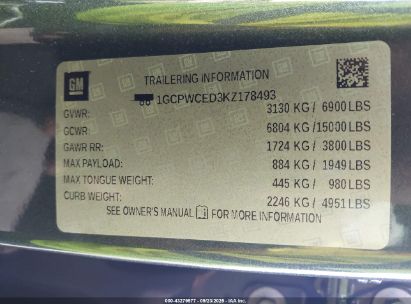 GM
TRAILERING INFORMATION
1GCPWCED3KZ178493
GVWR: 3130 KG / 6900 LBS
GCWR: 6804 KG / 15000 LBS
GAWR RR: 1724 KG / 3800 LBS
MAX PAYLOAD: 884 KG / 1949 LBS
MAX TONGUE WEIGHT: 445 KG / 980 LBS
CURB WEIGHT: 2246 KG / 4951 LBS
SEE OWNER'S MANUAL FOR MORE INFORMATION